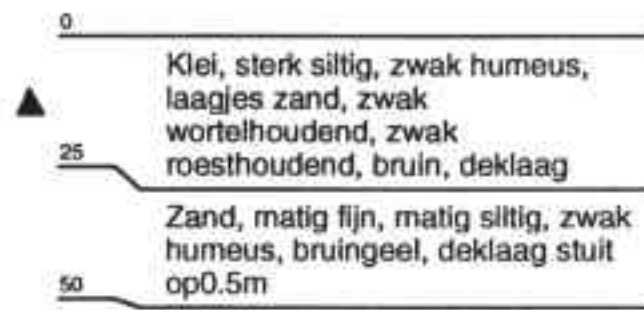 0
Klei, sterk siltig, zwak humeus,
laagjes zand, zwak
wortelhoudend, zwak
25
roesthoudend, bruin, deklaag
Zand, matig fijn, matig siltig, zwak
humeus, bruingeel, deklaag stuit
50
op0.5m